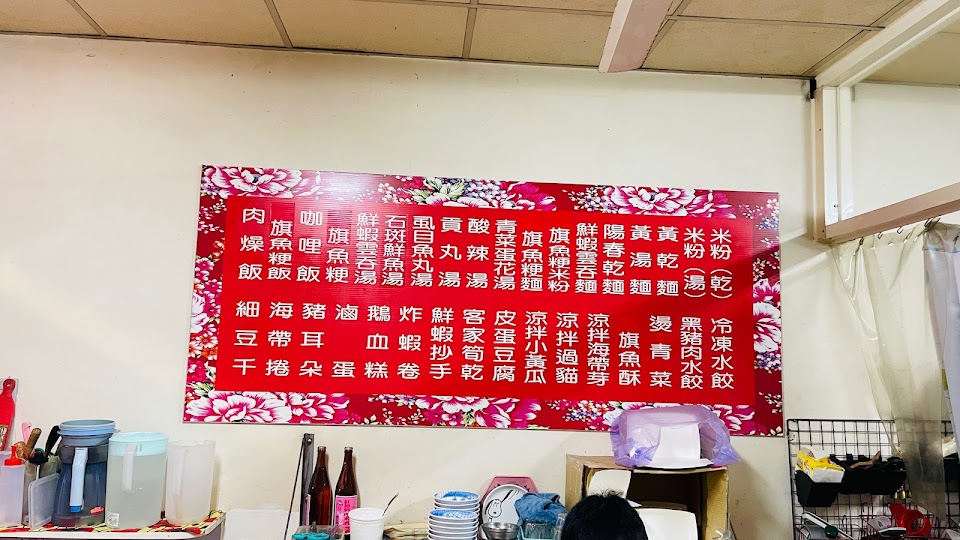 米粉（乾）
米粉（湯）
黃乾麵
黃湯麵
陽春乾麵
鮮蝦雲吞麵
旗魚粳米粉
旗魚粳麵
青菜蛋花湯
酸辣湯
貢丸湯
虱目魚丸湯
石斑鮮魚湯
鮮蝦雲吞湯
旗魚粳
咖哩飯
旗魚粳飯
肉燥飯
冷凍水餃
黑豬肉水餃
燙青菜
旗魚酥
涼拌海帶芽
涼拌過貓
涼拌小黃瓜
皮蛋豆腐
客家筍乾
鮮蝦抄手
炸蝦卷
鵝血糕
滷蛋
豬耳朵
海帶捲
細豆干